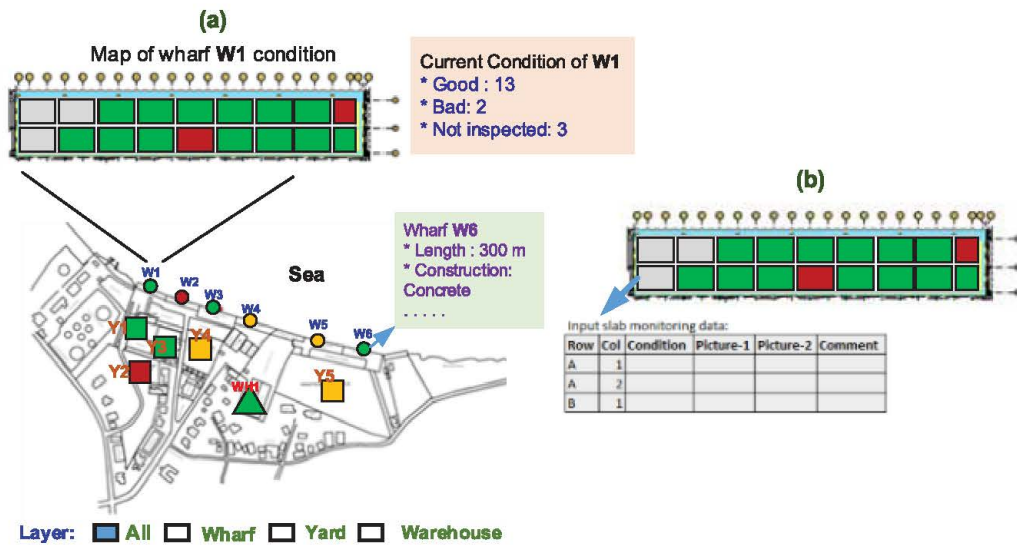 (a)
Map of wharf W1 condition
Current Condition of W1
* Good : 13
* Bad: 2
* Not inspected: 3
(b)
Wharf W6
* Length : 300 m
* Construction:
Concrete
. . . . .
Sea
W1
W2
W3
W4
W5
W6
Y1
Y3
Y4
Y2
Y5
WH1
Input slab monitoring data:
Row Col Condition Picture-1 Picture-2 Comment
A 1
A 2
B 1
Layer: All Wharf Yard Warehouse